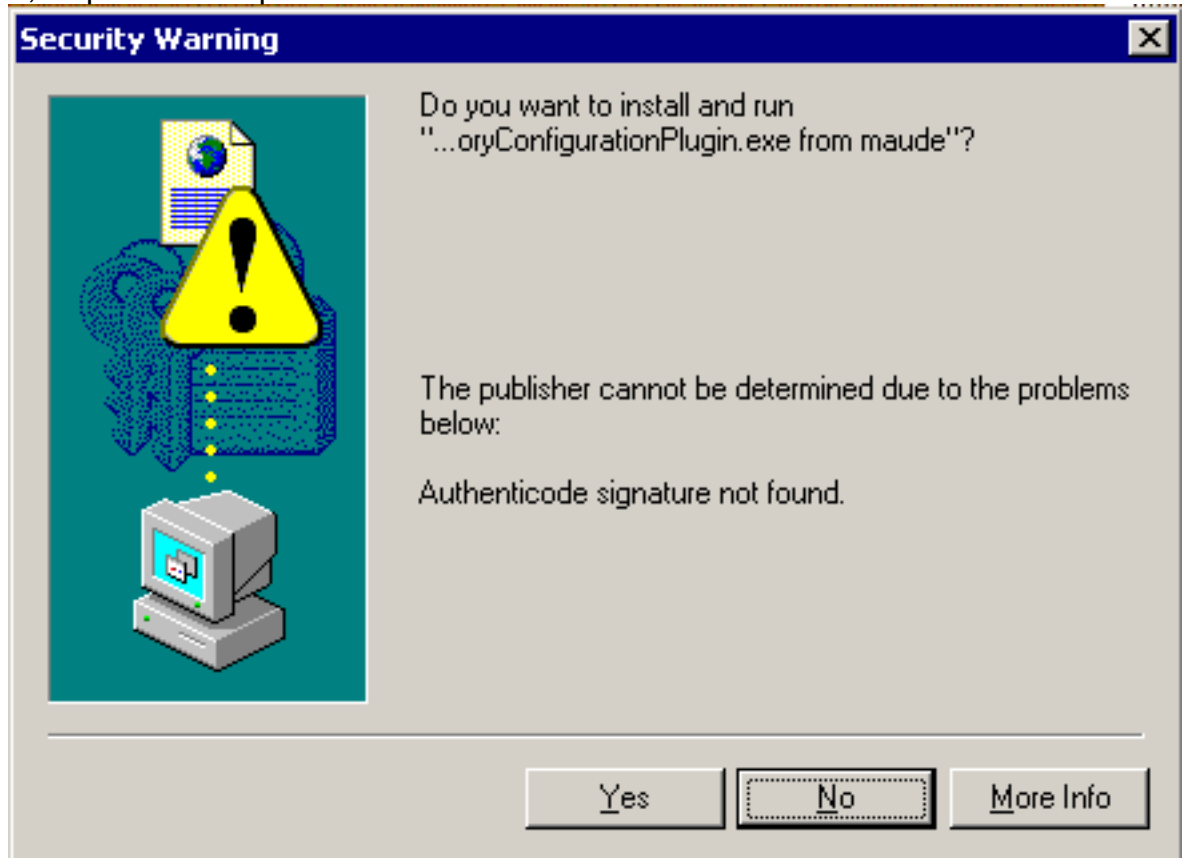 Security Warning
Do you want to install and run
"...oryConfigurationPlugin.exe from maude"?
The publisher cannot be determined due to the problems
below:
Authenticode signature not found.
Yes
No
More Info